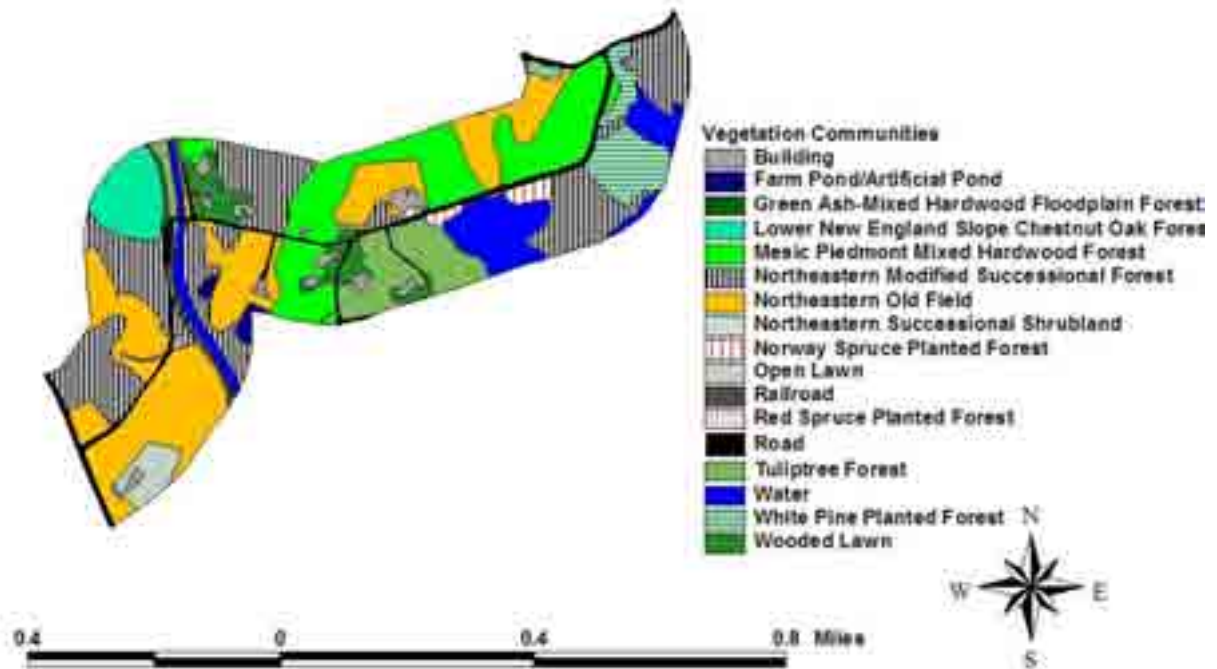 Vegetation Communities
Building
Farm Pond/Artificial Pond
Green Ash-Mixed Hardwood Floodplain Forest
Lower New England Slope Chestnut Oak Fores
Mesic Piedmont Mixed Hardwood Forest
Northeastern Modified Successional Forest
Northeastern Old Field
Northeastern Successional Shrubland
Norway Spruce Planted Forest
Open Lawn
Railroad
Red Spruce Planted Forest
Road
Tuliptree Forest
Water
White Pine Planted Forest
Wooded Lawn
N
W E
S
0.4 0 0.4 0.8 Miles